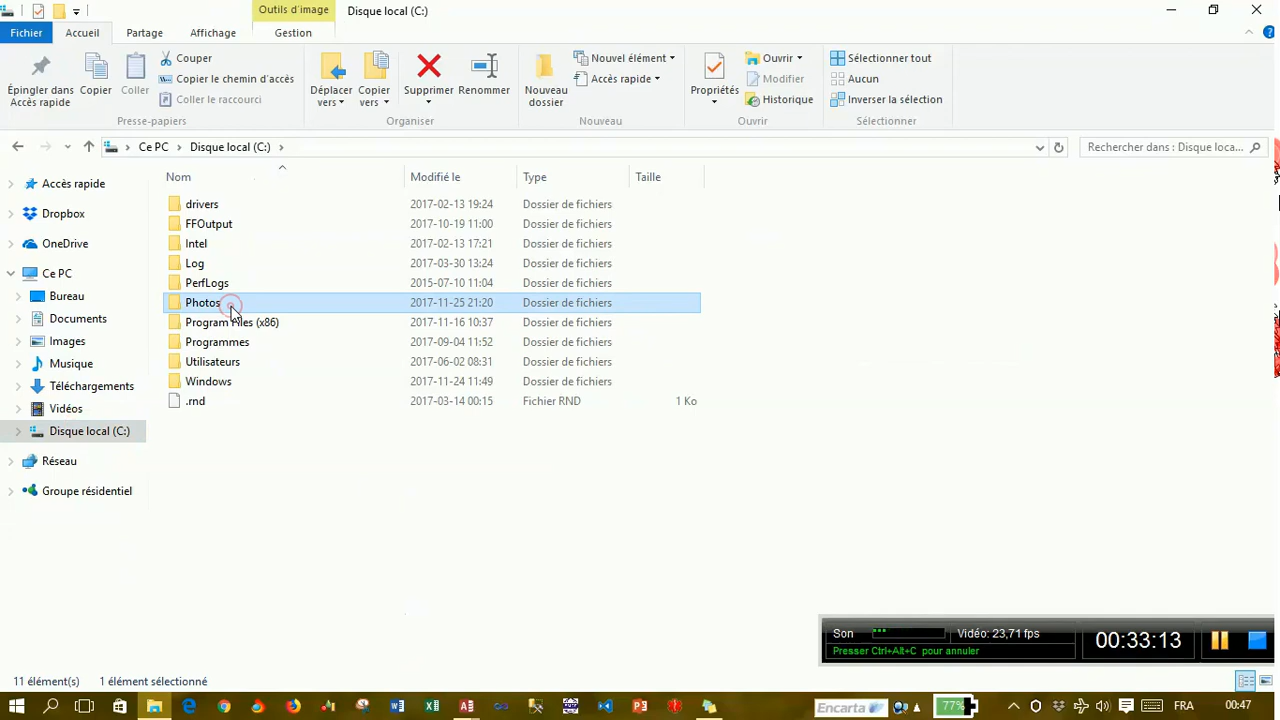 Outils d'image
Disque local (C:)
Fichier
Accueil
Partage
Affichage
Gestion
Épingler dans Accès rapide
Copier
Coller
Couper
Copier le chemin d'accès
Coller le raccourci
Presse-papiers
Déplacer vers
Copier vers
Supprimer
Renommer
Organiser
Nouveau dossier
Nouvel élément
Accès rapide
Nouveau
Propriétés
Ouvrir
Modifier
Historique
Ouvrir
Sélectionner tout
Aucun
Inverser la sélection
Sélectionner
Ce PC
Disque local (C:)
Rechercher dans : Disque loca...
Nom Modifié le Type Taille
drivers 2017-02-13 19:24 Dossier de fichiers
FFOutput 2017-10-19 11:00 Dossier de fichiers
Intel 2017-02-13 17:21 Dossier de fichiers
Log 2017-03-30 13:24 Dossier de fichiers
PerfLogs 2015-07-10 11:04 Dossier de fichiers
Photos 2017-11-25 21:20 Dossier de fichiers
Program Files (x86) 2017-11-16 10:37 Dossier de fichiers
Programmes 2017-09-04 11:52 Dossier de fichiers
Utilisateurs 2017-06-02 08:31 Dossier de fichiers
Windows 2017-11-24 11:49 Dossier de fichiers
.rnd 2017-03-14 00:15 Fichier RND 1 Ko
Accès rapide
Dropbox
OneDrive
Ce PC
Bureau
Documents
Images
Musique
Téléchargements
Vidéos
Disque local (C:)
Réseau
Groupe résidentiel
Son
Vidéo: 23,71 fps
Presser Ctrl+Alt+C pour annuler
00:33:13
11 élément(s) 1 élément sélectionné
Encarta
77%
FRA
00:47